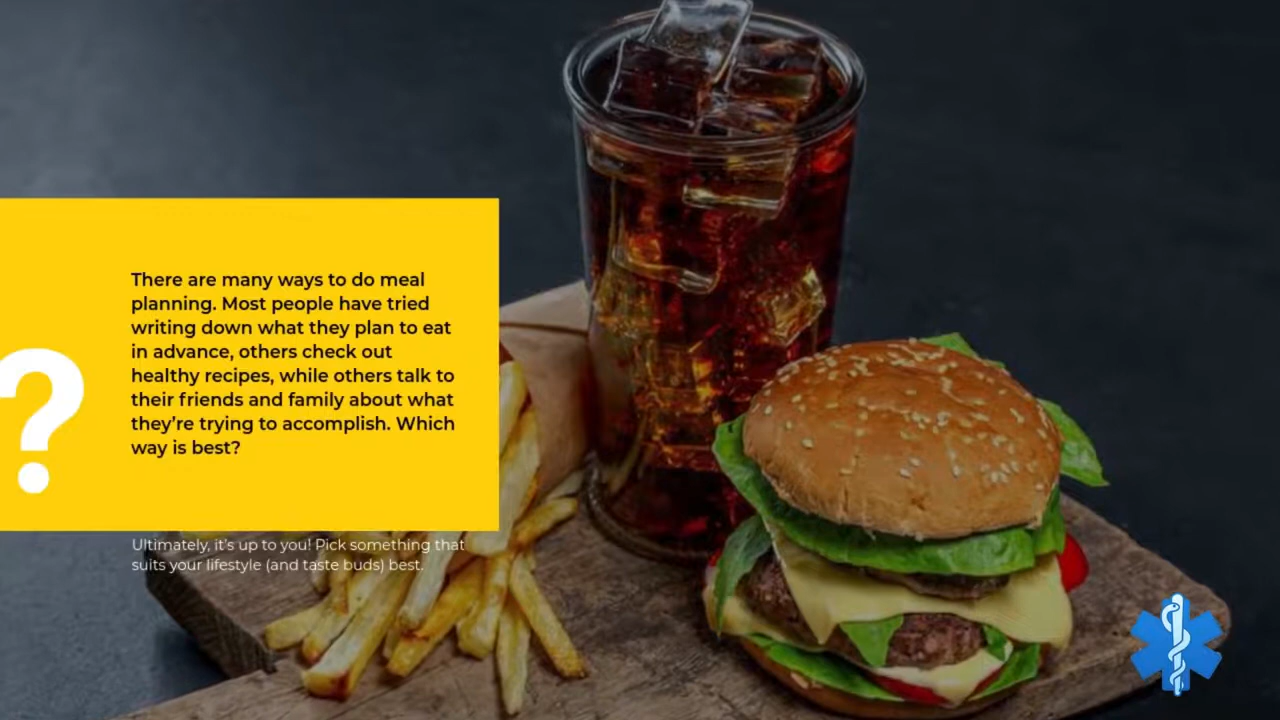 There are many ways to do meal
planning. Most people have tried
writing down what they plan to eat
in advance, others check out
healthy recipes, while others talk to
their friends and family about what
they're trying to accomplish. Which
way is best?
?
Ultimately, it's up to you! Pick something that
suits your lifestyle (and taste buds) best.